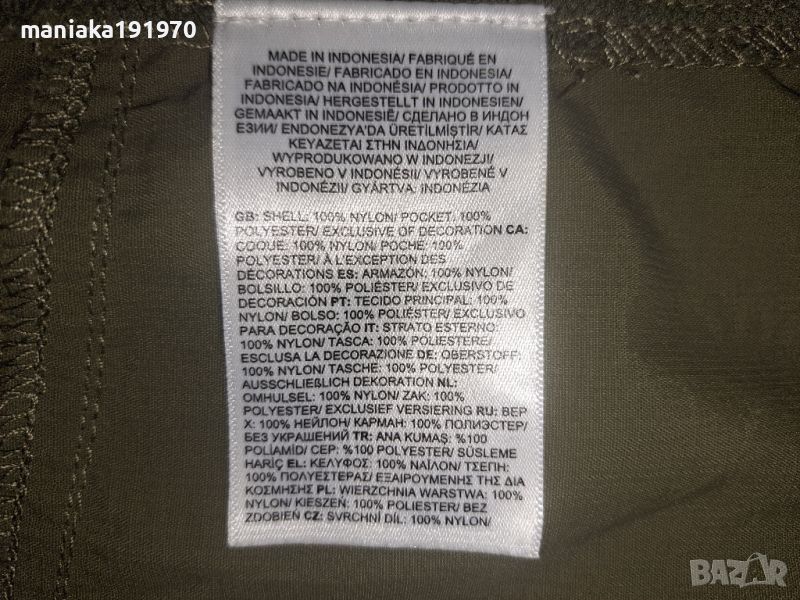 maniaka191970
MADE IN INDONESIA/ FABRIQUÉ EN
INDONESIE/ FABRICADO EN INDONESIA/
FABRICADO NA INDONÉSIA/ PRODOTTO IN
INDONESIA/ HERGESTELLT IN INDONESIEN/
GEMAAKT IN INDONESIË/ СДЕЛАНО В ИНДОН
ЕЗИИ/ ENDONEZYA'DA ÜRETİLMİŞTİR/ ΚΑΤΑΣ
ΚΕΥΑΖΕΤΑΙ ΣΤΗΝ ΙΝΔΟΝΗΣΙΑ/
WYPRODUKOWANO W INDONEZJI/
VYROBENO V INDONÉSII/ VYROBENÉ V
INDONÉZII/ GYÁRTVA: INDONÉZIA
GB: SHELL: 100% NYLON/ POCKET: 100%
POLYESTER/ EXCLUSIVE OF DECORATION CA:
COQUE: 100% NYLON/ POCHE: 100%
POLYESTER/ À L'EXCEPTION DES
DÉCORATIONS ES: ARMAZÓN: 100% NYLON/
BOLSILLO: 100% POLIÉSTER/ EXCLUSIVO DE
DECORACIÓN PT: TECIDO PRINCIPAL: 100%
NYLON/ BOLSO: 100% POLIÉSTER/ EXCLUSIVO
PARA DECORAÇÃO IT: STRATO ESTERNO:
100% NYLON/ TASCA: 100% POLIESTERE/
ESCLUSA LA DECORAZIONE DE: OBERSTOFF:
100% NYLON/ TASCHE: 100% POLYESTER/
AUSSCHLIEßLICH DEKORATION NL:
OMHULSEL: 100% NYLON/ ZAK: 100%
POLYESTER/ EXCLUSIEF VERSIERING RU: ВЕР
Х: 100% НЕЙЛОН/ КАРМАН: 100% ПОЛИЭСТЕР/
БЕЗ УКРАШЕНИЙ TR: ANA KUMAŞ: %100
POLİAMİD/ CEP: %100 POLYESTER/ SÜSLEME
HARİÇ EL: ΚΕΛΥΦΟΣ: 100% ΝΑΪΛΟΝ/ ΤΣΕΠΗ:
100% ΠΟΛΥΕΣΤΕΡΑΣ/ ΕΞΑΙΡΟΥΜΕΝΗΣ ΤΗΣ ΔΙΑ
ΚΟΣΜΗΣΗΣ PL: WIERZCHNIA WARSTWA: 100%
NYLON/ KIESZEŃ: 100% POLIESTER/ BEZ
ZDOBIEŃ CZ: SVRCHNÍ DÍL: 100% NYLON/
BAZAR